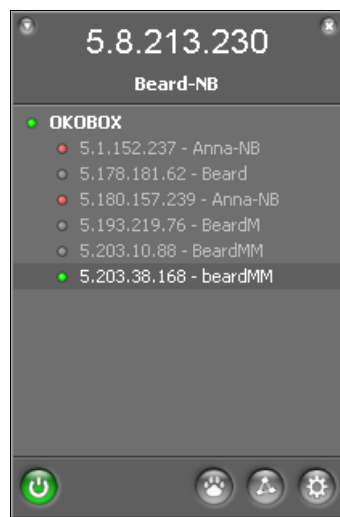 5.8.213.230
Beard-NB
OKOBOX
5.1.152.237 - Anna-NB
5.178.181.62 - Beard
5.180.157.239 - Anna-NB
5.193.219.76 - BeardM
5.203.10.88 - BeardMM
5.203.38.168 - beardMM